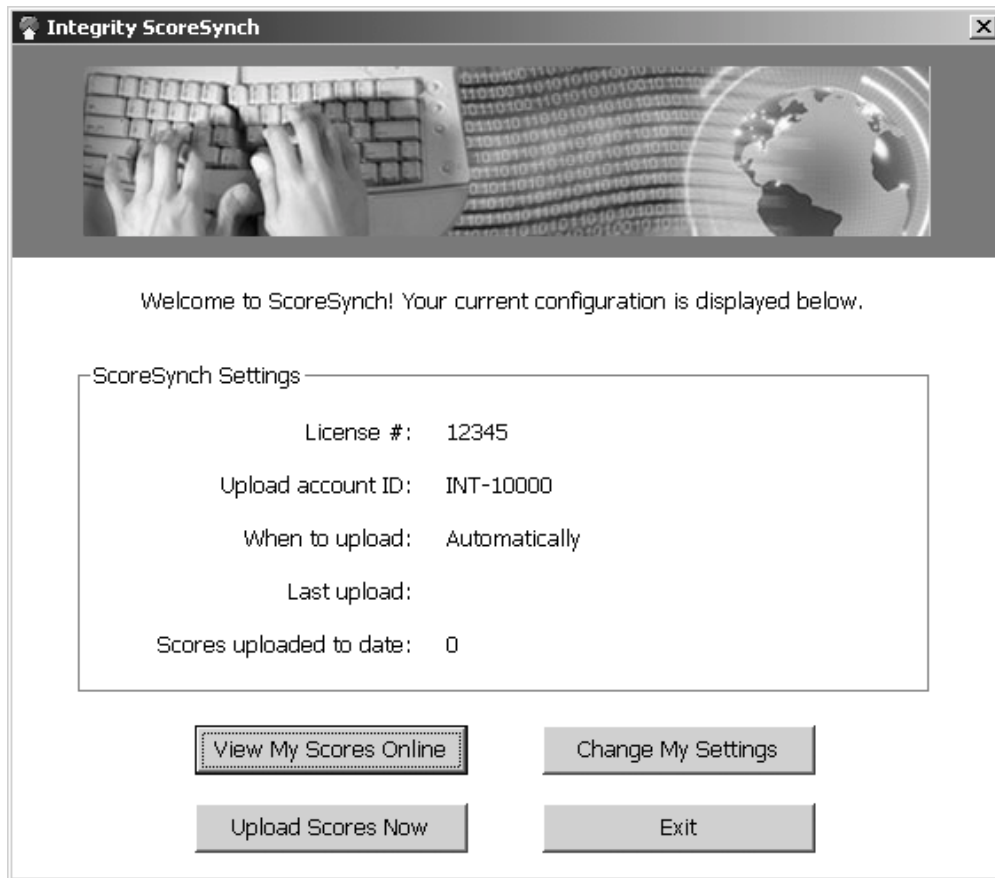 Integrity ScoreSynch
Welcome to ScoreSynch! Your current configuration is displayed below.
ScoreSynch Settings
License #: 12345
Upload account ID: INT-10000
When to upload: Automatically
Last upload:
Scores uploaded to date: 0
View My Scores Online Change My Settings
Upload Scores Now Exit